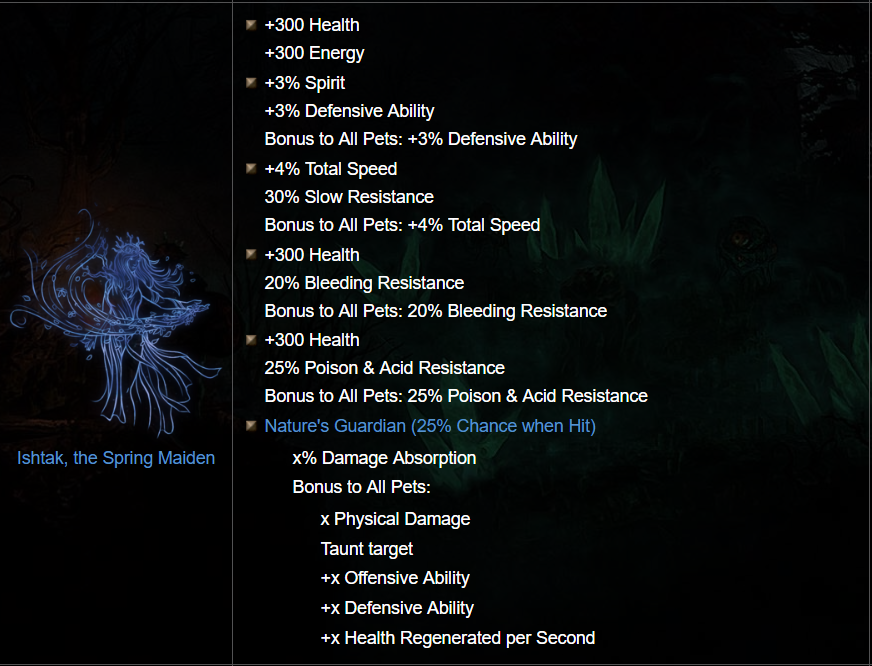 +300 Health
+300 Energy
+3% Spirit
+3% Defensive Ability
Bonus to All Pets: +3% Defensive Ability
+4% Total Speed
30% Slow Resistance
Bonus to All Pets: +4% Total Speed
+300 Health
20% Bleeding Resistance
Bonus to All Pets: 20% Bleeding Resistance
+300 Health
25% Poison & Acid Resistance
Bonus to All Pets: 25% Poison & Acid Resistance
Nature's Guardian (25% Chance when Hit)
Ishtak, the Spring Maiden
x% Damage Absorption
Bonus to All Pets:
x Physical Damage
Taunt target
+x Offensive Ability
+x Defensive Ability
+x Health Regenerated per Second